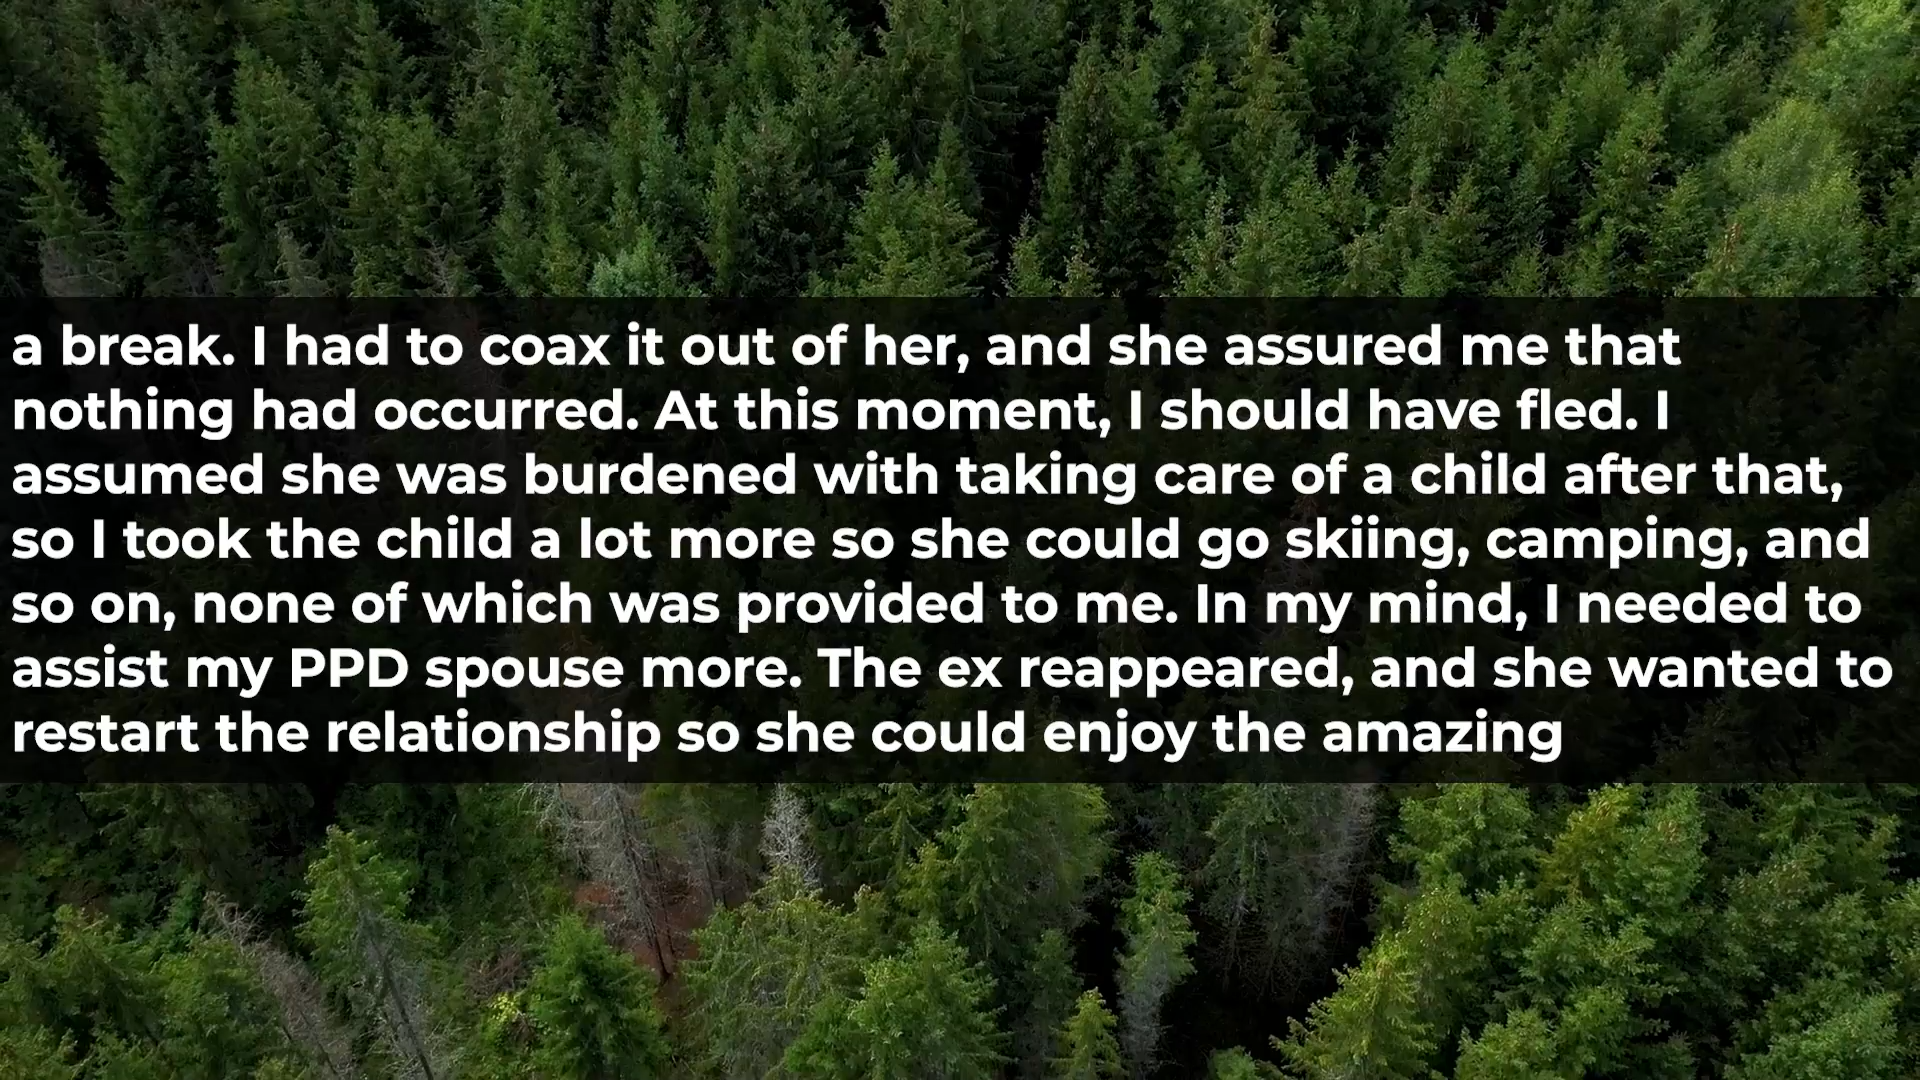 a break. I had to coax it out of her, and she assured me that
nothing had occurred. At this moment, I should have fled. I
assumed she was burdened with taking care of a child after that,
so I took the child a lot more so she could go skiing, camping, and
so on, none of which was provided to me. In my mind, I needed to
assist my PPD spouse more. The ex reappeared, and she wanted to
restart the relationship so she could enjoy the amazing